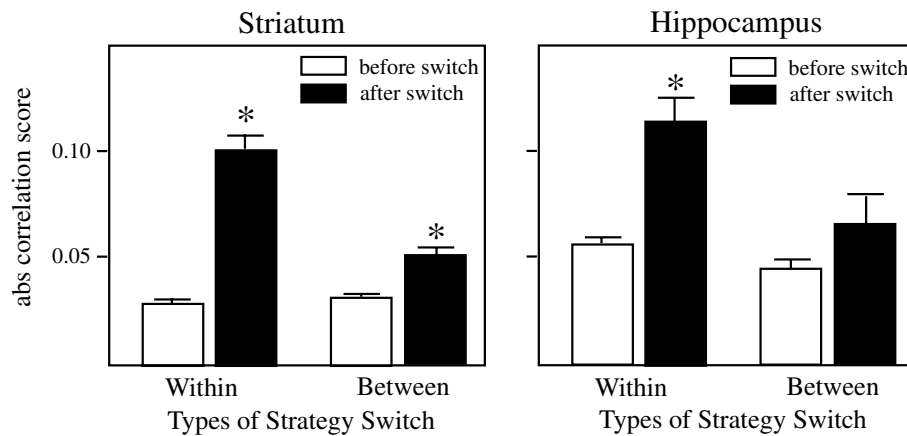 Striatum
before switch
after switch
*
*
0.10
0.05
abs correlation score
Within Between
Types of Strategy Switch
Hippocampus
before switch
after switch
*
Within Between
Types of Strategy Switch